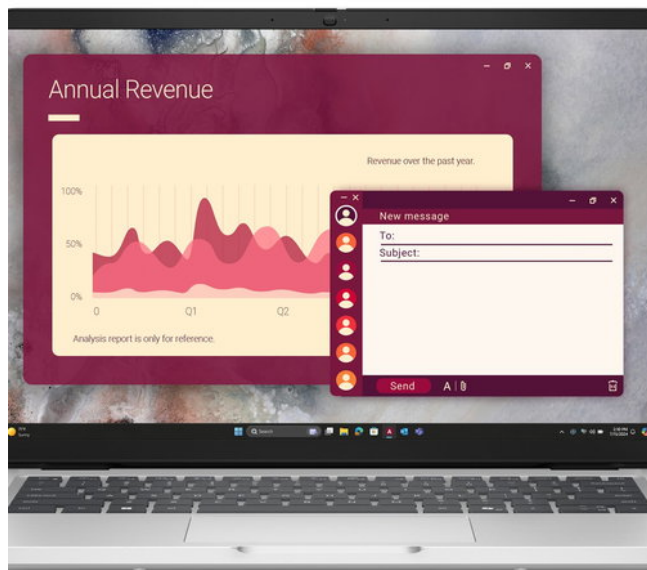 Annual Revenue
Revenue over the past year.
100%
50%
0%
0 Q1 Q2
Analysis report is only for reference.
New message
To:
Subject:
Send A
Search